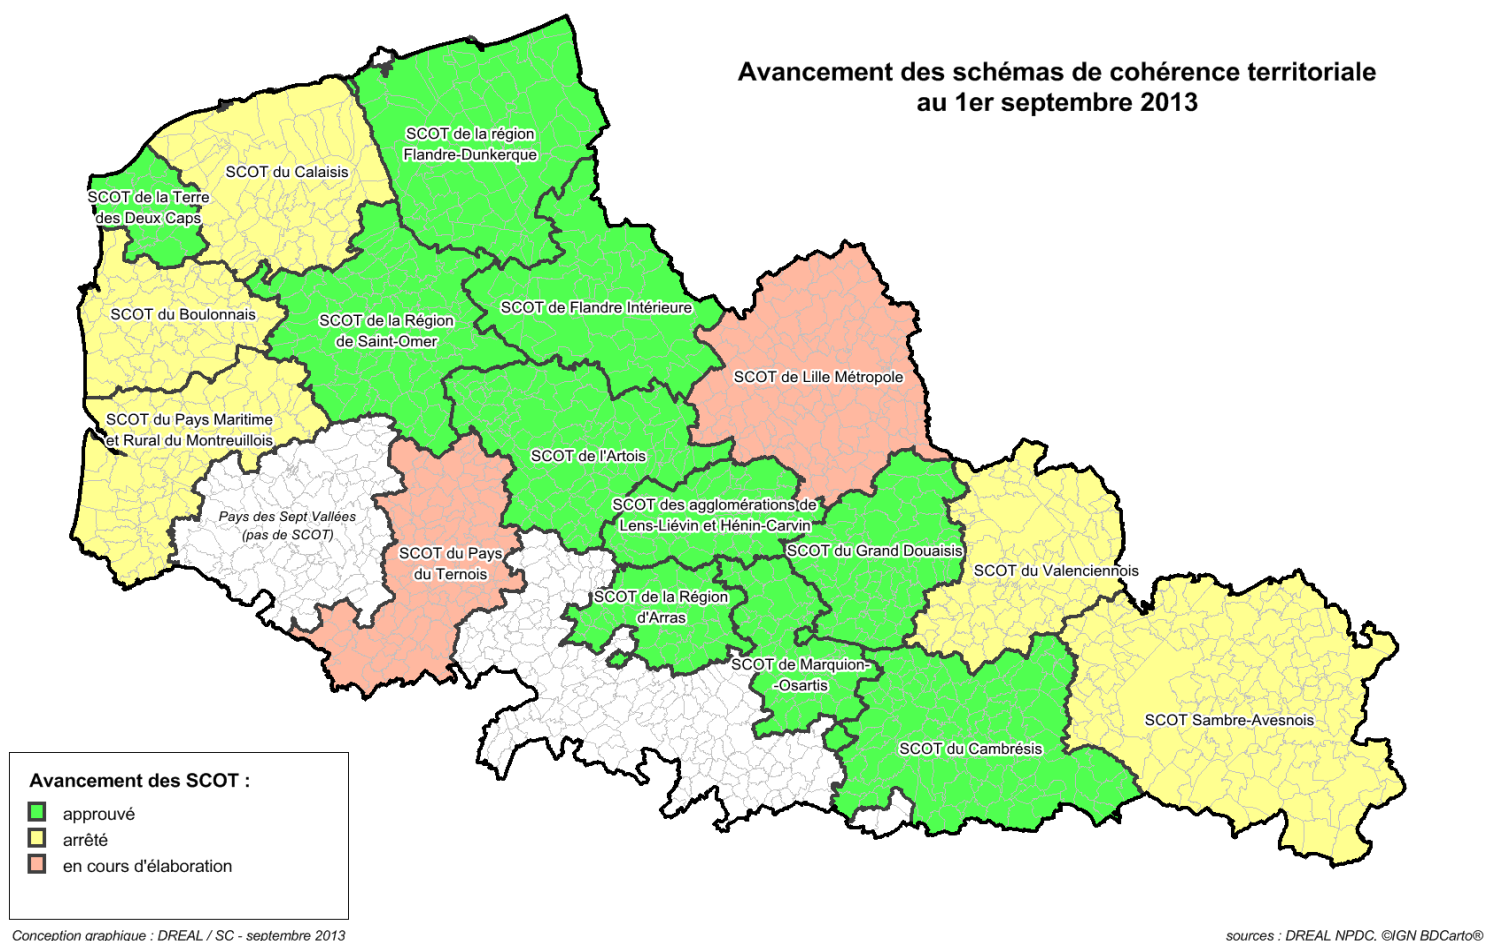 Avancement des schémas de cohérence territoriale
au 1er septembre 2013
SCOT de la région
Flandre-Dunkerque
SCOT du Calaisis
SCOT de la Terre
des Deux Caps
SCOT du Boulonnais
SCOT de la Région
de Saint-Omer
SCOT de Flandre Intérieure
SCOT de Lille Métropole
SCOT du Pays Maritime
et Rural du Montreuillois
SCOT de l'Artois
Pays des Sept Vallées
(pas de SCOT)
SCOT des agglomérations de
Lens-Liévin et Hénin-Carvin
SCOT du Pays
du Ternois
SCOT du Grand Douaisis
SCOT du Valenciennois
SCOT de la Région
d'Arras
SCOT de Marquion-
-Osartis
SCOT Sambre-Avesnois
SCOT du Cambrésis
Avancement des SCOT :
approuvé
arrêté
en cours d'élaboration
Conception graphique : DREAL / SC - septembre 2013
sources : DREAL NPDC, ©IGN BDCarto®